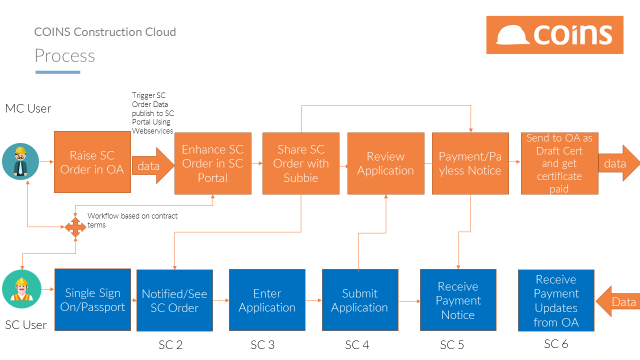 COINS Construction Cloud
coins
Process
MC User
Trigger SC
Order Data
publish to SC
Portal Using
Webservices
Raise SC
Order in OA
data
Enhance SC
Order in SC
Portal
Share SC
Order with
Subbie
Review
Application
Payment/Pa
yless Notice
Send to OA as
Draft Cert
and get
certificate
paid
data
Workflow based on contract
terms
SC User
Single Sign
On/Passport
Notified/See
SC Order
Enter
Application
Submit
Application
Receive
Payment
Notice
Receive
Payment
Updates
from OA
Data
SC 2
SC 3
SC 4
SC 5
SC 6